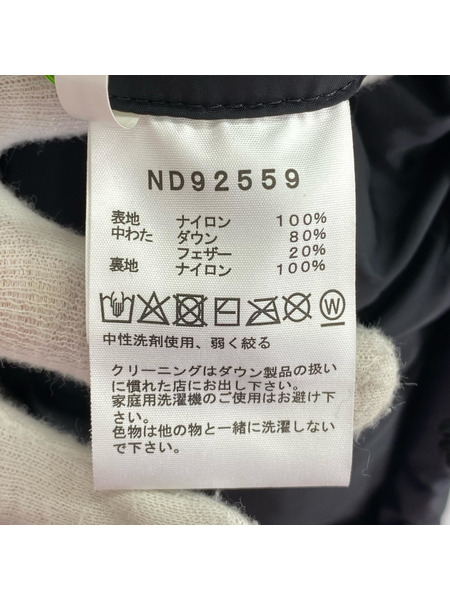 ND92559
表地 ナイロン 100%
中わた ダウン 80%
フェザー 20%
裏地 ナイロン 100%
W
中性洗剤使用、弱く絞る
クリーニングはダウン製品の扱い
に慣れた店にお出し下さい。
家庭用洗濯機のご使用はお避け下
さい。
色物は他の物と一緒に洗濯しない
で下さい。